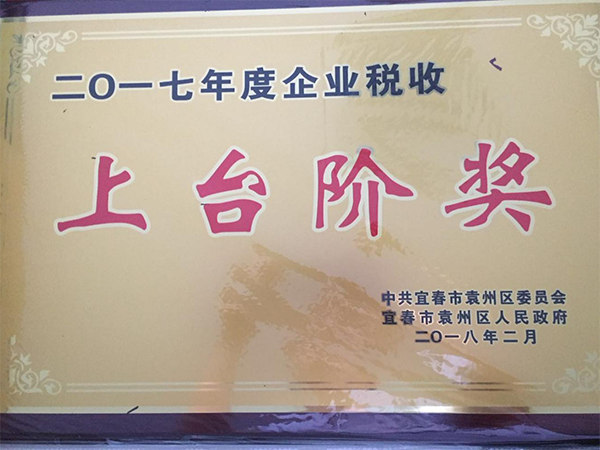 二〇一七年度企业税收
上台阶奖
中共宜春市袁州区委员会
宜春市袁州区人民政府
二〇一八年二月